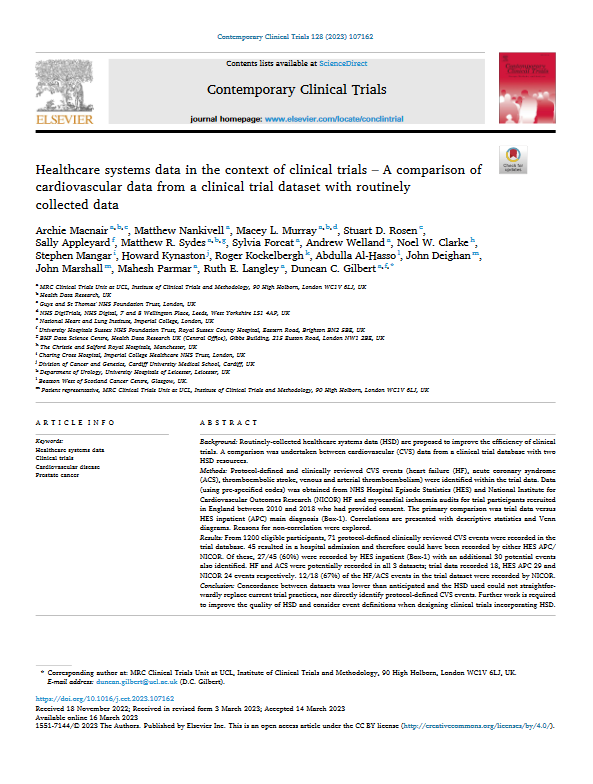 Contemporary Clinical Trials 128 (2023) 107162
Contents lists available at ScienceDirect
Contemporary Clinical Trials
journal homepage: www.elsevier.com/locate/conclintrial
ELSEVIER
Contemporary Clinical Trials
Check for updates
Healthcare systems data in the context of clinical trials – A comparison of
cardiovascular data from a clinical trial dataset with routinely
collected data
Archie Macnair a,b,c, Matthew Nankivell a, Macey L. Murray a,b,d, Stuart D. Rosen e,
Sally Appleyard f, Matthew R. Sydes a,b,g, Sylvia Forcat a, Andrew Welland a, Noel W. Clarke h,
Stephen Mangar i, Howard Kynaston j, Roger Kockelbergh k, Abdulla Al-Hasso l, John Deighan m,
John Marshall m, Mahesh Parmar a, Ruth E. Langley a, Duncan C. Gilbert a,f,*
a MRC Clinical Trials Unit at UCL, Institute of Clinical Trials and Methodology, 90 High Holborn, London WC1V 6LJ, UK
b Health Data Research, UK
c Guys and St Thomas' NHS Foundation Trust, London, UK
d NHS DigiTrials, NHS Digital, 7 and 8 Wellington Place, Leeds, West Yorkshire LS1 4AP, UK
e National Heart and Lung Institute, Imperial College, London, UK
f University Hospitals Sussex NHS Foundation Trust, Royal Sussex County Hospital, Eastern Road, Brighton BN2 5BE, UK
g BHF Data Science Centre, Health Data Research UK (Central Office), Gibbs Building, 215 Euston Road, London NW1 2BE, UK
h The Christie and Salford Royal Hospitals, Manchester, UK
i Charing Cross Hospital, Imperial College Healthcare NHS Trust, London, UK
j Division of Cancer and Genetics, Cardiff University Medical School, Cardiff, UK
k Department of Urology, University Hospitals of Leicester, Leicester, UK
l Beatson West of Scotland Cancer Centre, Glasgow, UK.
m Patient representative, MRC Clinical Trials Unit at UCL, Institute of Clinical Trials and Methodology, 90 High Holborn, London WC1V 6LJ, UK
ARTICLE INFO
Keywords:
Healthcare systems data
Clinical trials
Cardiovascular disease
Prostate cancer
ABSTRACT
Background: Routinely-collected healthcare systems data (HSD) are proposed to improve the efficiency of clinical
trials. A comparison was undertaken between cardiovascular (CVS) data from a clinical trial database with two
HSD resources.
Methods: Protocol-defined and clinically reviewed CVS events (heart failure (HF), acute coronary syndrome
(ACS), thromboembolic stroke, venous and arterial thromboembolism) were identified within the trial data. Data
(using pre-specified codes) was obtained from NHS Hospital Episode Statistics (HES) and National Institute for
Cardiovascular Outcomes Research (NICOR) HF and myocardial ischaemia audits for trial participants recruited
in England between 2010 and 2018 who had provided consent. The primary comparison was trial data versus
HES inpatient (APC) main diagnosis (Box-1). Correlations are presented with descriptive statistics and Venn
diagrams. Reasons for non-correlation were explored.
Results: From 1200 eligible participants, 71 protocol-defined clinically reviewed CVS events were recorded in the
trial database. 45 resulted in a hospital admission and therefore could have been recorded by either HES APC/
NICOR. Of these, 27/45 (60%) were recorded by HES inpatient (Box-1) with an additional 30 potential events
also identified. HF and ACS were potentially recorded in all 3 datasets; trial data recorded 18, HES APC 29 and
NICOR 24 events respectively. 12/18 (67%) of the HF/ACS events in the trial dataset were recorded by NICOR.
Conclusion: Concordance between datasets was lower than anticipated and the HSD used could not straightfor-
wardly replace current trial practices, nor directly identify protocol-defined CVS events. Further work is required
to improve the quality of HSD and consider event definitions when designing clinical trials incorporating HSD.
* Corresponding author at: MRC Clinical Trials Unit at UCL, Institute of Clinical Trials and Methodology, 90 High Holborn, London WC1V 6LJ, UK.
E-mail address: duncan.gilbert@ucl.ac.uk (D.C. Gilbert).
https://doi.org/10.1016/j.cct.2023.107162
Received 18 November 2022; Received in revised form 3 March 2023; Accepted 14 March 2023
Available online 16 March 2023
1551-7144/© 2023 The Authors. Published by Elsevier Inc. This is an open access article under the CC BY license (http://creativecommons.org/licenses/by/4.0/).